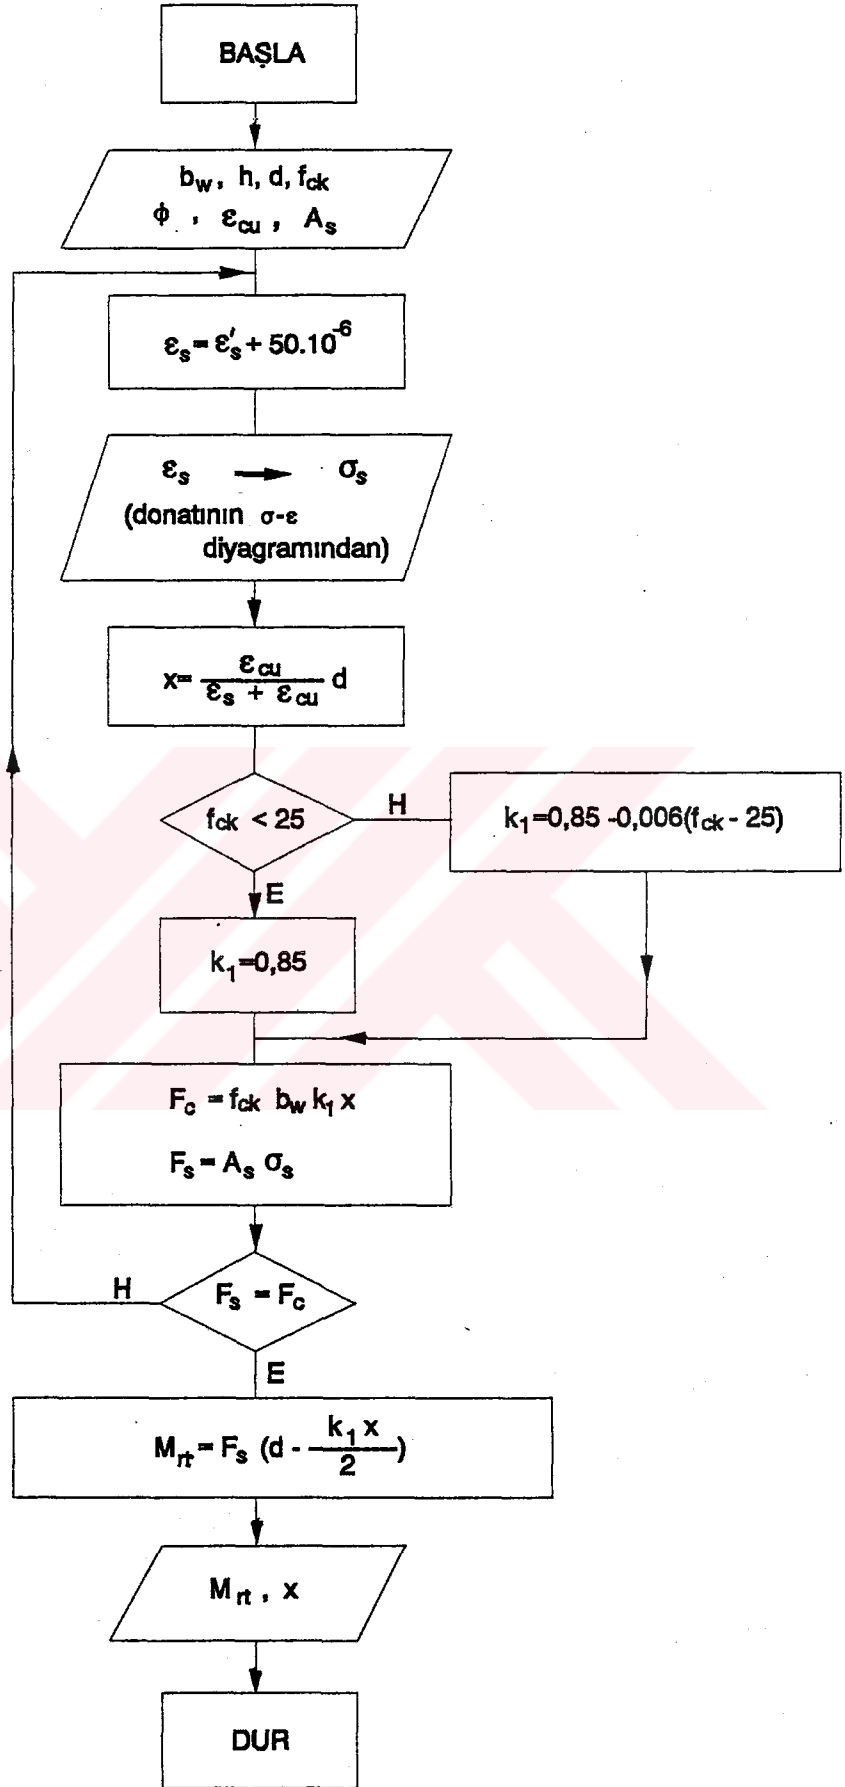 BAŞLA
b_w, h, d, f_ck
ϕ , ε_cu , A_s
ε_s = ε_s' + 50.10^-6
ε_s → σ_s
(donatının σ-ε
diyagramından)
x= ε_cu / (ε_s + ε_cu) d
f_ck < 25
H
k_1=0,85 -0,006(f_ck - 25)
E
k_1=0,85
F_c = f_ck b_w k_1 x
F_s = A_s σ_s
H
F_s = F_c
E
M_rt = F_s (d - k_1 x / 2)
M_rt , x
DUR